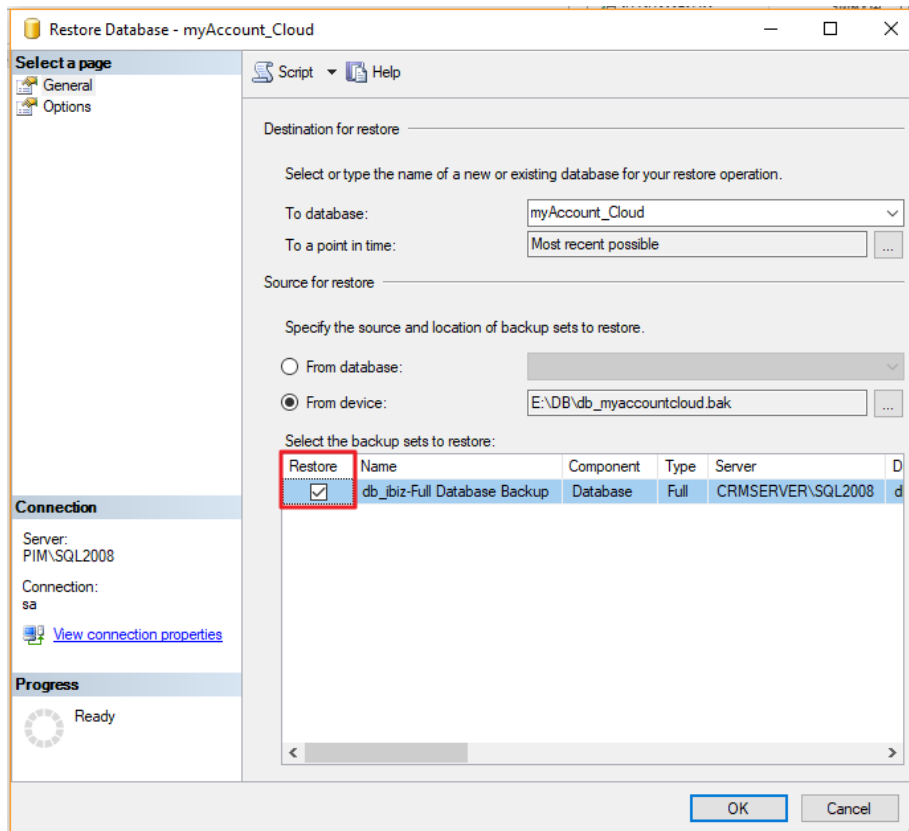 Restore Database - myAccount_Cloud
Select a page
General
Options
Script
Help
Destination for restore
Select or type the name of a new or existing database for your restore operation.
To database:
myAccount_Cloud
To a point in time:
Most recent possible
...
Source for restore
Specify the source and location of backup sets to restore.
From database:
From device:
E:\DB\db_myaccountcloud.bak
...
Select the backup sets to restore:
Restore Name Component Type Server D
db_ibiz-Full Database Backup Database Full CRMSERVER\SQL2008 d
Connection
Server:
PIM\SQL2008
Connection:
sa
View connection properties
Progress
Ready
OK
Cancel